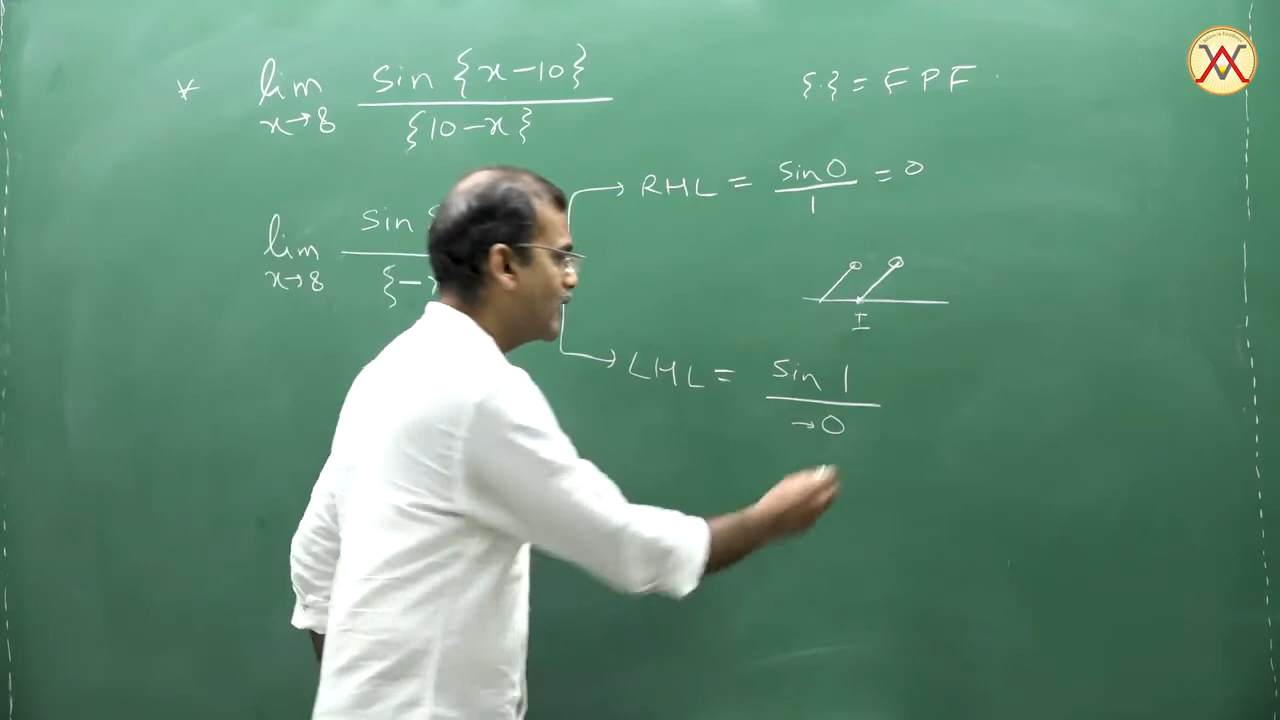 * lim x→8 sin {x-10} / {10-x}
{·} = FPF
RHL = sin 0 / 1 = 0
lim x→8 sin / {-
I
LHL = sin 1 / →0